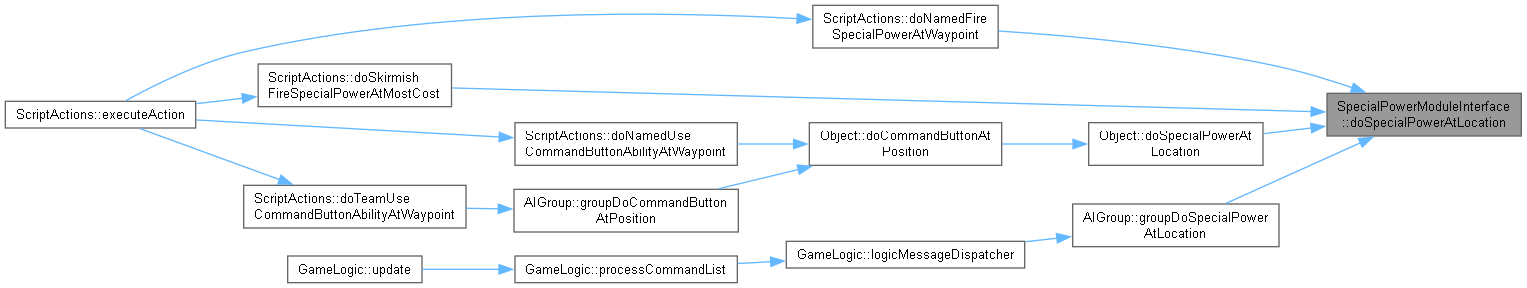 ScriptActions::doNamedFire
SpecialPowerAtWaypoint
ScriptActions::doSkirmish
FireSpecialPowerAtMostCost
ScriptActions::executeAction
SpecialPowerModuleInterface
::doSpecialPowerAtLocation
ScriptActions::doNamedUse
CommandButtonAbilityAtWaypoint
Object::doCommandButtonAt
Position
Object::doSpecialPowerAt
Location
ScriptActions::doTeamUse
CommandButtonAbilityAtWaypoint
AIGroup::groupDoCommandButton
AtPosition
AIGroup::groupDoSpecialPower
AtLocation
GameLogic::update
GameLogic::processCommandList
GameLogic::logicMessageDispatcher